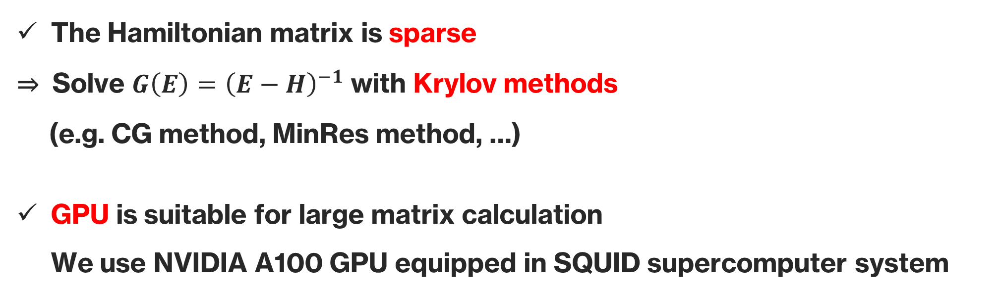 ✓ The Hamiltonian matrix is sparse
⇒ Solve G(E) = (E − H)⁻¹ with Krylov methods
(e.g. CG method, MinRes method, ...)
✓ GPU is suitable for large matrix calculation
We use NVIDIA A100 GPU equipped in SQUID supercomputer system